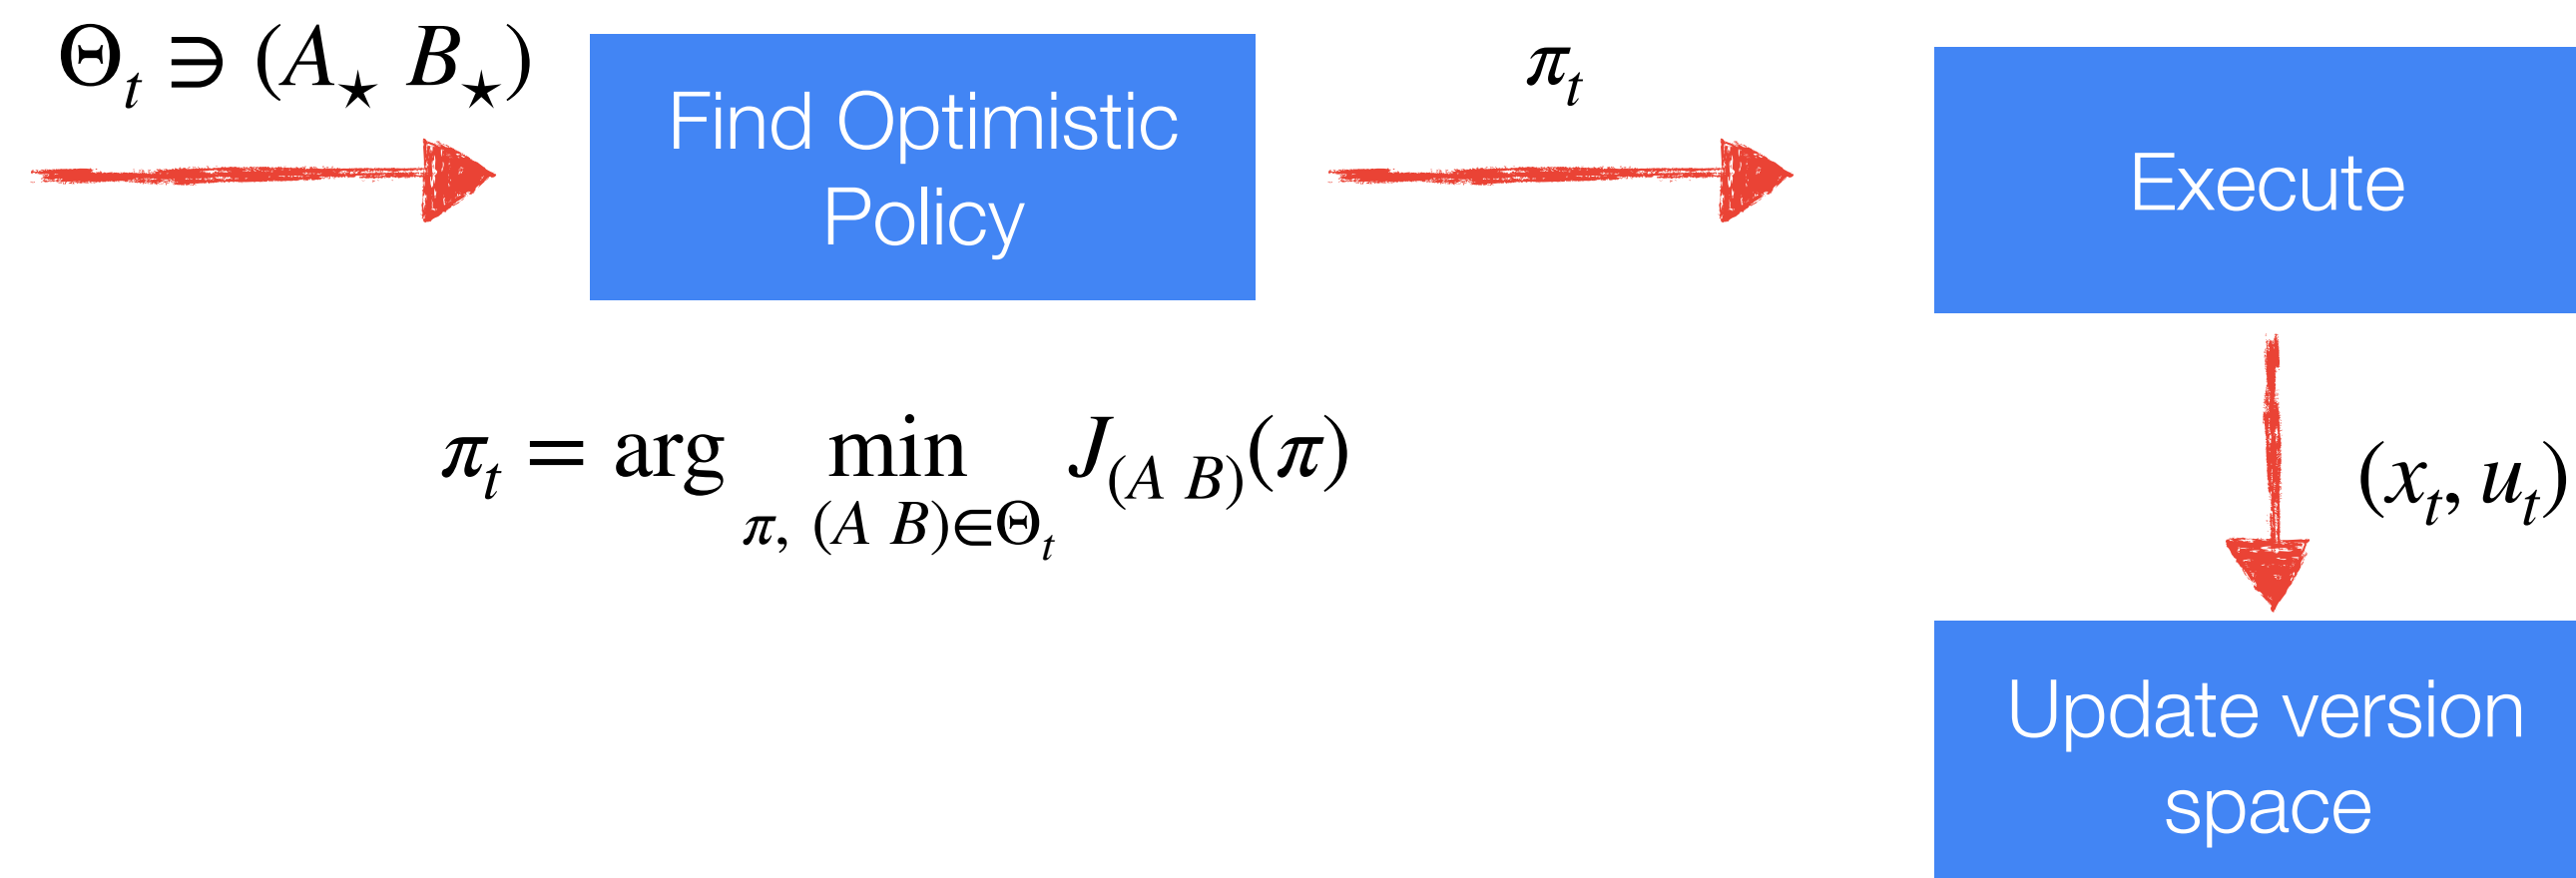 Θ_t ∋ (A_★ B_★)
Find Optimistic
Policy
π_t
Execute
π_t = arg min_{π, (A B)∈Θ_t} J_{(A B)}(π)
(x_t, u_t)
Update version
space